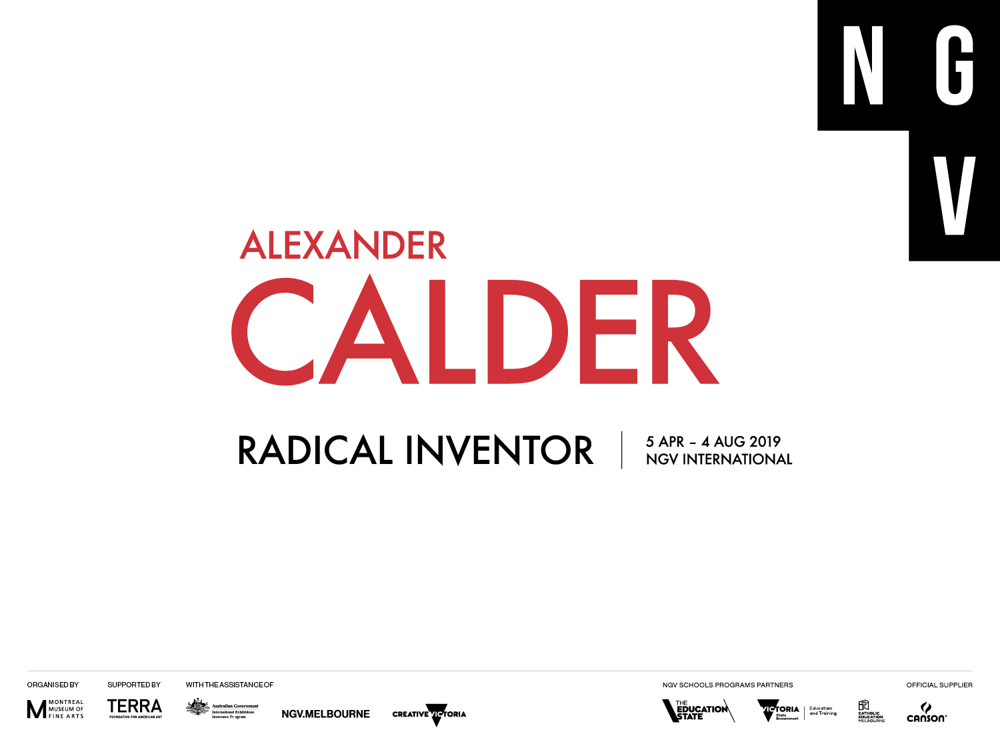 N G
V
ALEXANDER
CALDER
RADICAL INVENTOR
5 APR – 4 AUG 2019
NGV INTERNATIONAL
ORGANISED BY
MONTREAL
M MUSEUM OF
FINE ARTS
SUPPORTED BY
TERRA
FOUNDATION FOR AMERICAN ART
WITH THE ASSISTANCE OF
Australian Government
International Exhibitions
Insurance Pr ogram
NGV.MELBOURNE
CREATIVE VICTORIA
NGV SCHOOLS PROGRAMS PARTNERS
THE
EDUCATION
STATE
VICTORIA
State
Government
Education
and Training
CATHOLIC
EDUCATION
MELBOURNE
OFFICIAL SUPPLIER
CANSON®